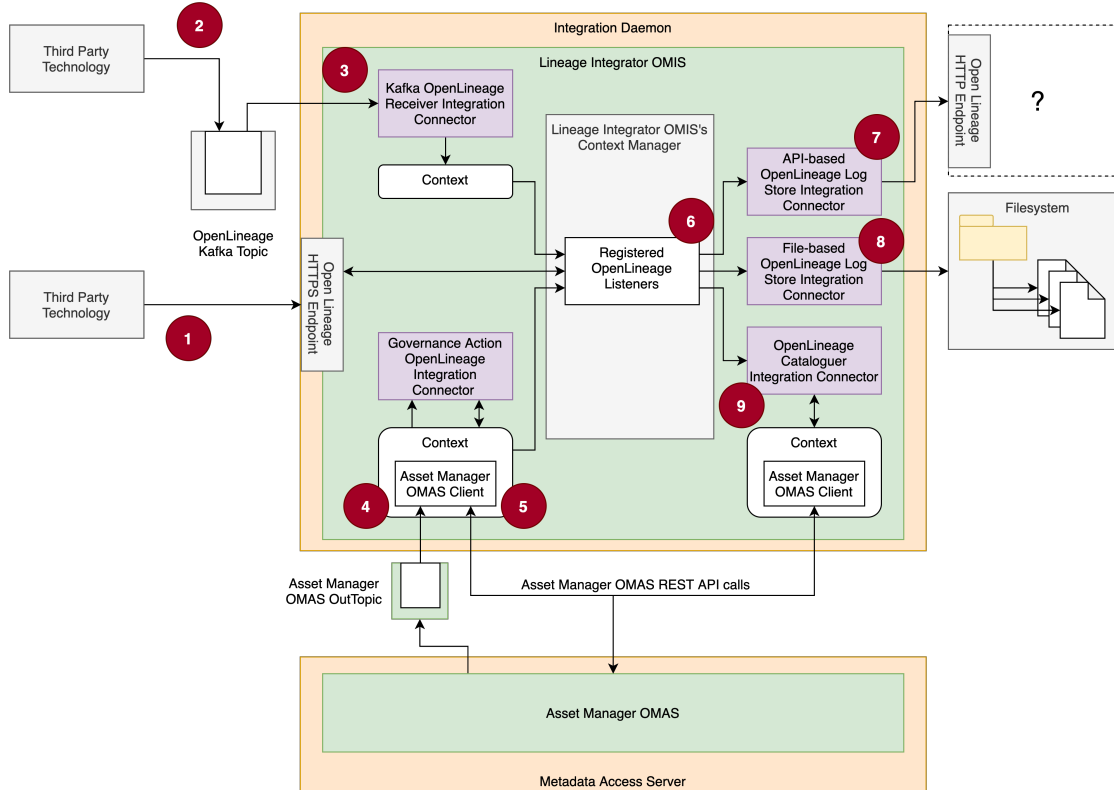 Integration Daemon
2
Third Party
Technology
Lineage Integrator OMIS
3
Kafka OpenLineage
Receiver Integration
Connector
Context
OpenLineage
Kafka Topic
Lineage Integrator OMIS's
Context Manager
6
Registered
OpenLineage
Listeners
7
API-based
OpenLineage Log
Store Integration
Connector
Open Lineage
HTTP Endpoint
?
8
File-based
OpenLineage Log
Store Integration
Connector
Filesystem
Third Party
Technology
1
Open Lineage
HTTPS Endpoint
Governance Action
OpenLineage
Integration
Connector
Context
Asset Manager
OMAS Client
4
5
OpenLineage
Cataloguer
Integration Connector
9
Context
Asset Manager
OMAS Client
Asset Manager
OMAS OutTopic
Asset Manager OMAS REST API calls
Asset Manager OMAS
Metadata Access Server